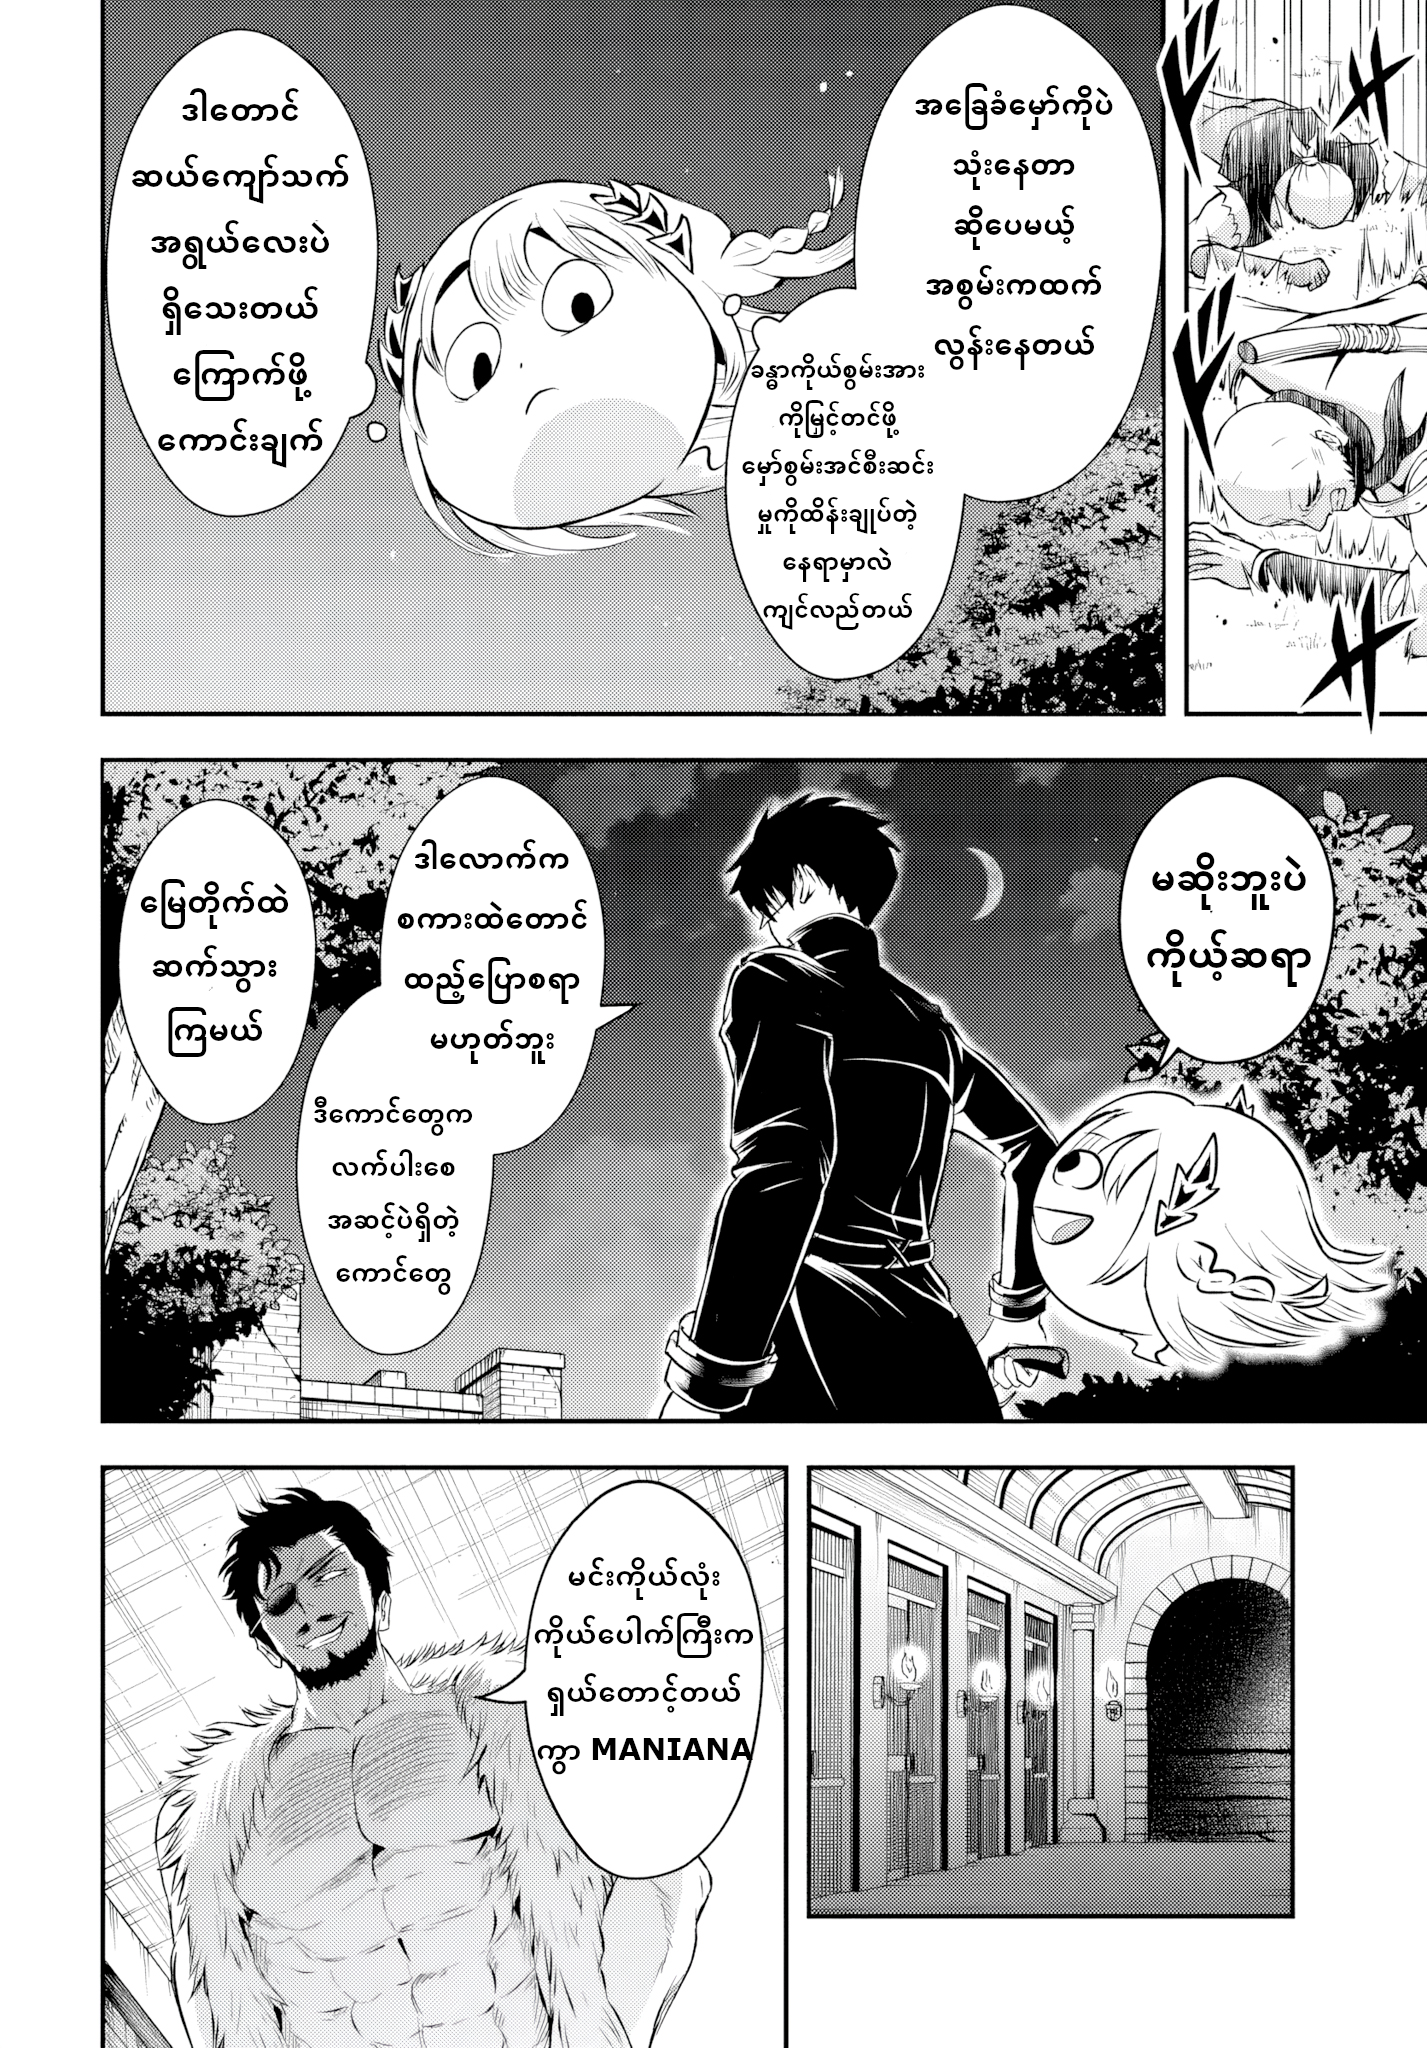 အခြေခံမှော်ကိုပဲ
သုံးနေတာ
ဆိုပေမယ့်
အစွမ်းကထက်
လွန်းနေတယ်
ခန္ဓာကိုယ်စွမ်းအား
ကိုမြှင့်တင်ဖို့
မှော်စွမ်းအင်စီးဆင်း
မှုကိုထိန်းချုပ်တဲ့
နေရာမှာလဲ
ကျင်လည်တယ်
ဒါတောင်
ဆယ်ကျော်သက်
အရွယ်လေးပဲ
ရှိသေးတယ်
ကြောက်ဖို့
ကောင်းချက်
မဆိုးဘူးပဲ
ကိုယ့်ဆရာ
ဒါလောက်က
စကားထဲတောင်
ထည့်ပြောစရာ
မဟုတ်ဘူး
ဒီကောင်တွေက
လက်ပါးစေ
အဆင့်ပဲရှိတဲ့
ကောင်တွေ
မြေတိုက်ထဲ
ဆက်သွား
ကြမယ်
မင်းကိုယ်လုံး
ကိုယ်ပေါက်ကြီးက
ရှယ်တောင့်တယ်
ကွာ MANIANA